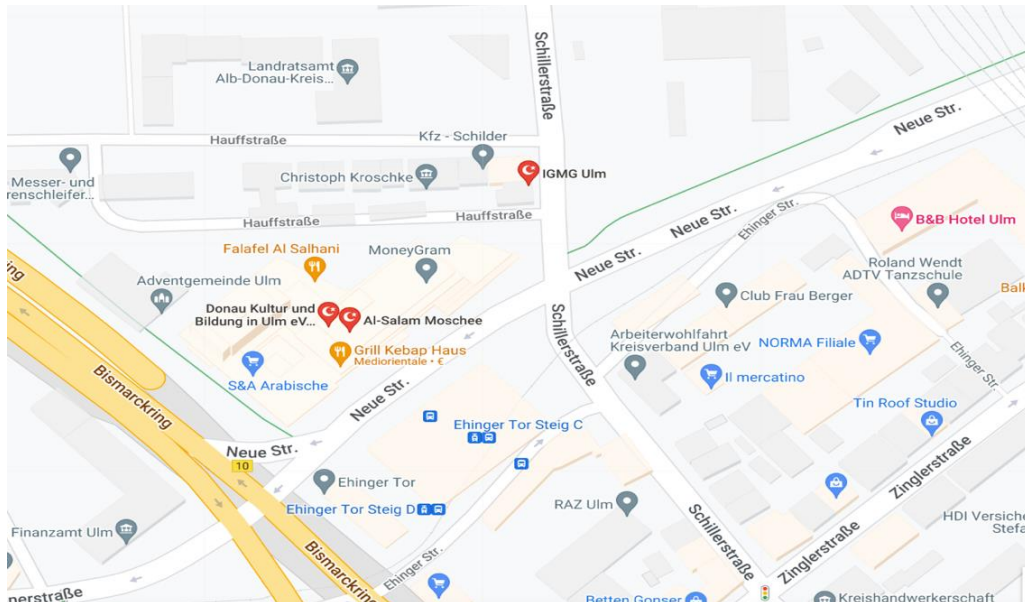 Schillerstraße
Landratsamt
Alb-Donau-Kreis...
Neue Str.
Hauffstraße
Kfz - Schilder
Messer- und
renschleifer...
Christoph Kroschke
IGMG Ulm
Hauffstraße
Hauffstraße
Neue Str.
Ehinger Str.
B&B Hotel Ulm
Falafel Al Salhani
MoneyGram
Neue Str.
Roland Wendt
ADTV Tanzschule
Adventgemeinde Ulm
Club Frau Berger
Donau Kultur und
Bildung in Ulm eV...
Al-Salam Moschee
Schillerstraße
Arbeiterwohlfahrt
Kreisverband Ulm eV
NORMA Filiale
Grill Kebap Haus
Mediorientale • €
Ehinger Str.
S&A Arabische
Il mercatino
Bismarckring
Neue Str.
Tin Roof Studio
Ehinger Tor Steig C
Neue Str.
10
Zinglerstraße
Ehinger Tor
Ehinger Tor Steig D
RAZ Ulm
Schillerstraße
HDI Versiche
Stefa
Finanzamt Ulm
Bismarckring
Ehinger Str.
Zinglerstraße
nerstraße
Betten Gonser
Kreishandwerkerschaft